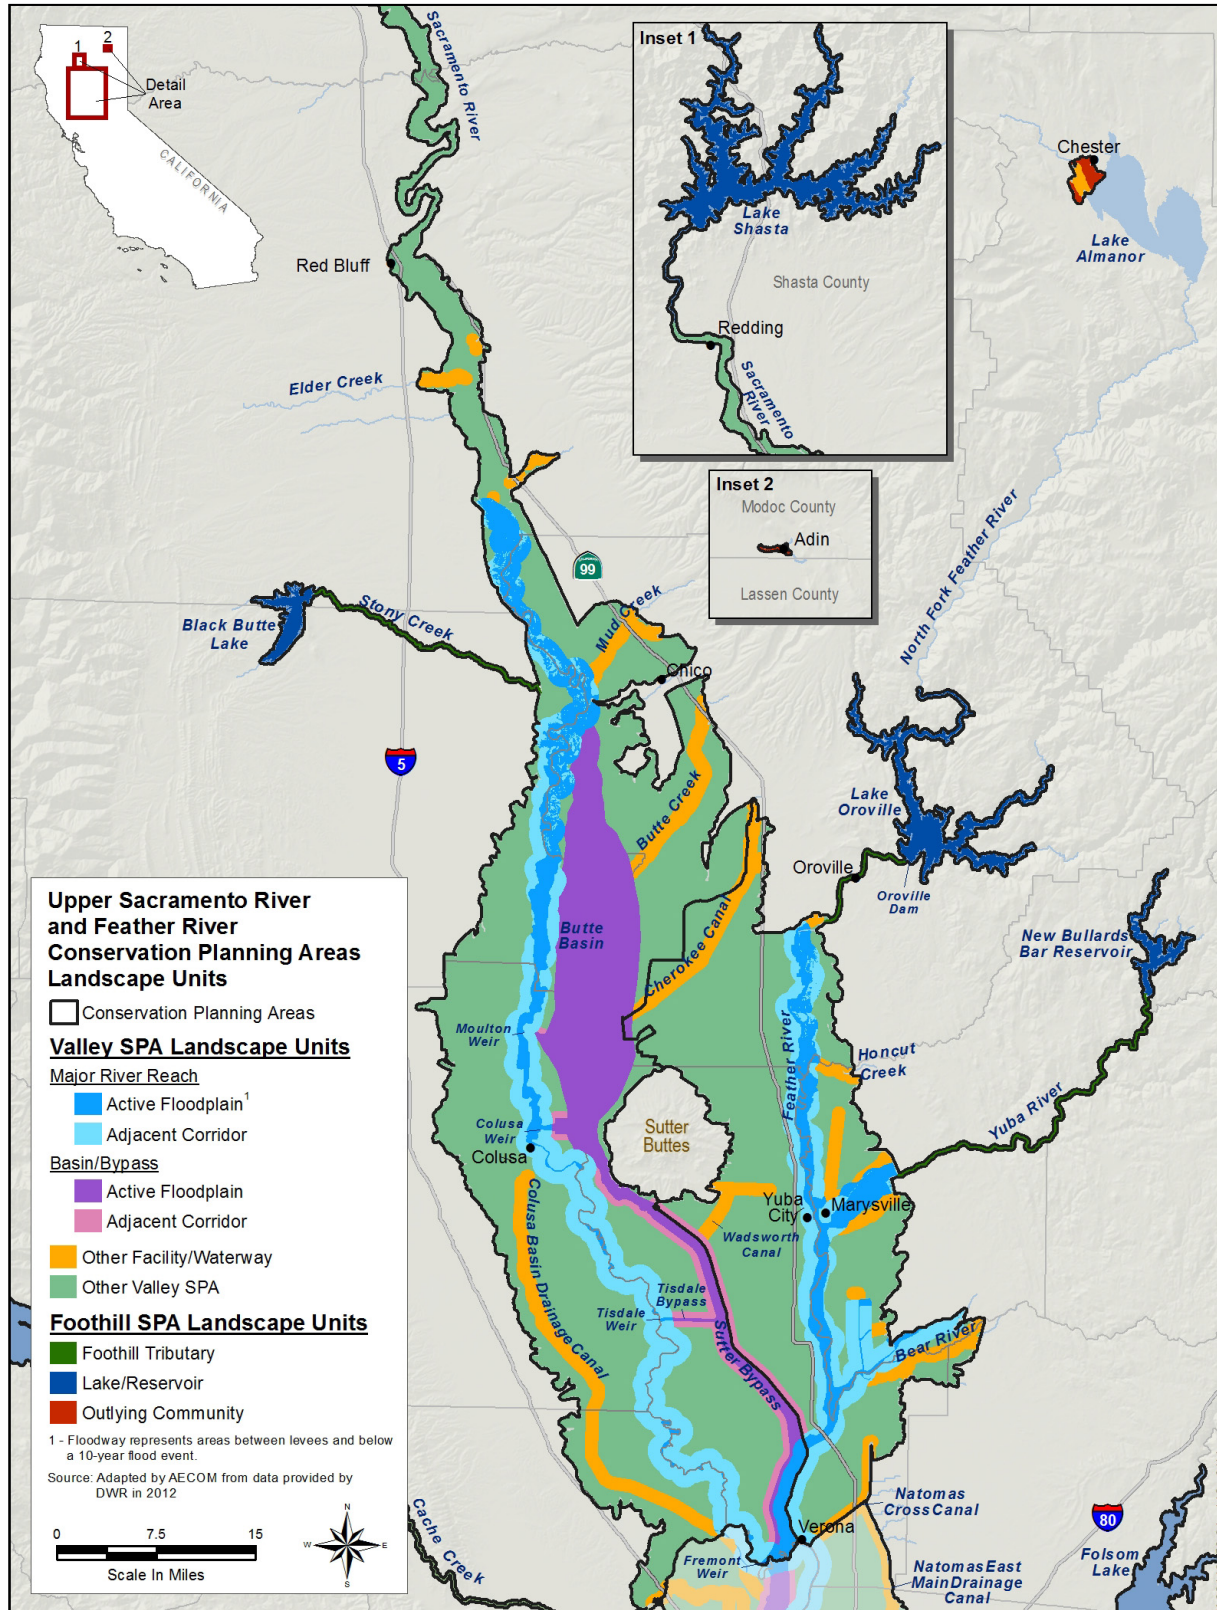 1
2
Detail
Area
CALIFORNIA
Sacramento River
Inset 1
Lake
Shasta
Shasta County
Redding
Sacramento
River
Chester
Lake
Almanor
Red Bluff
Elder Creek
Inset 2
Modoc County
Adin
Lassen County
99
North Fork Feather River
Black Butte
Lake
Stony Creek
Mud Creek
Chico
5
Butte Creek
Lake
Oroville
Oroville
Oroville
Dam
New Bullards
Bar Reservoir
Butte
Basin
Cherokee Canal
Moulton
Weir
Feather River
Honcut
Creek
Yuba River
Colusa
Weir
Colusa
Sutter
Buttes
Yuba
City
Marysville
Wadsworth
Canal
Colusa Basin Drainage Canal
Tisdale
Bypass
Tisdale
Weir
Sutter Bypass
Bear River
Natomas
Cross Canal
Verona
Fremont
Weir
Natomas East
Main Drainage
Canal
80
Folsom
Lake
Cache Creek
Upper Sacramento River
and Feather River
Conservation Planning Areas
Landscape Units
Conservation Planning Areas
Valley SPA Landscape Units
Major River Reach
Active Floodplain1
Adjacent Corridor
Basin/Bypass
Active Floodplain
Adjacent Corridor
Other Facility/Waterway
Other Valley SPA
Foothill SPA Landscape Units
Foothill Tributary
Lake/Reservoir
Outlying Community
1 - Floodway represents areas between levees and below
a 10-year flood event.
Source: Adapted by AECOM from data provided by
DWR in 2012
0 7.5 15
Scale In Miles
N
W E
S